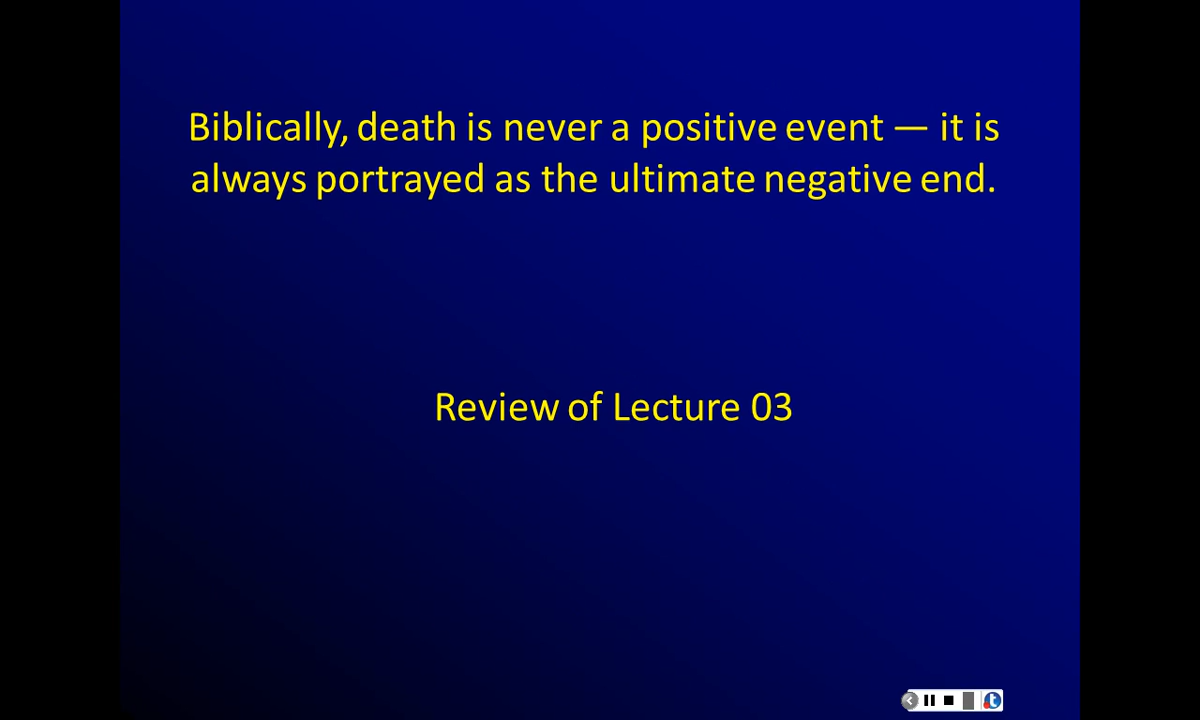 Biblically, death is never a positive event — it is
always portrayed as the ultimate negative end.
Review of Lecture 03